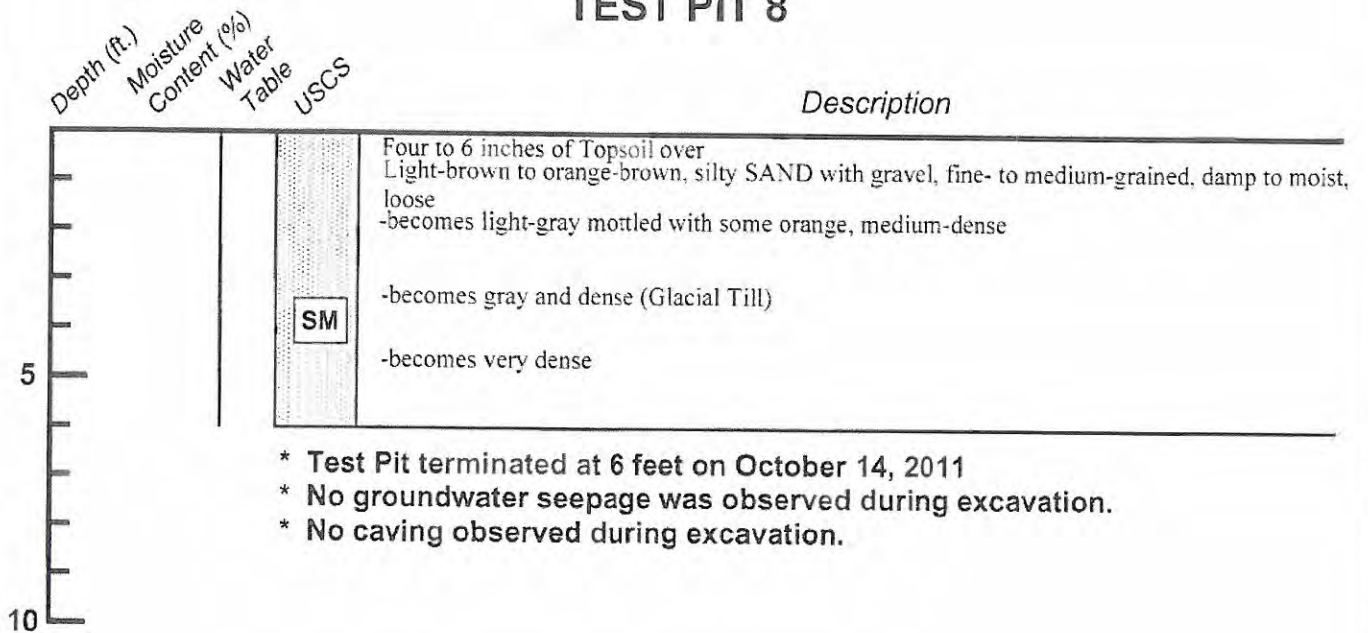 TEST PIT 8
Depth (ft.)
Moisture
Content (%)
Water
Table
USCS
Description
Four to 6 inches of Topsoil over
Light-brown to orange-brown, silty SAND with gravel, fine- to medium-grained, damp to moist,
loose
-becomes light-gray mottled with some orange, medium-dense
-becomes gray and dense (Glacial Till)
SM
-becomes very dense
5
* Test Pit terminated at 6 feet on October 14, 2011
* No groundwater seepage was observed during excavation.
* No caving observed during excavation.
10